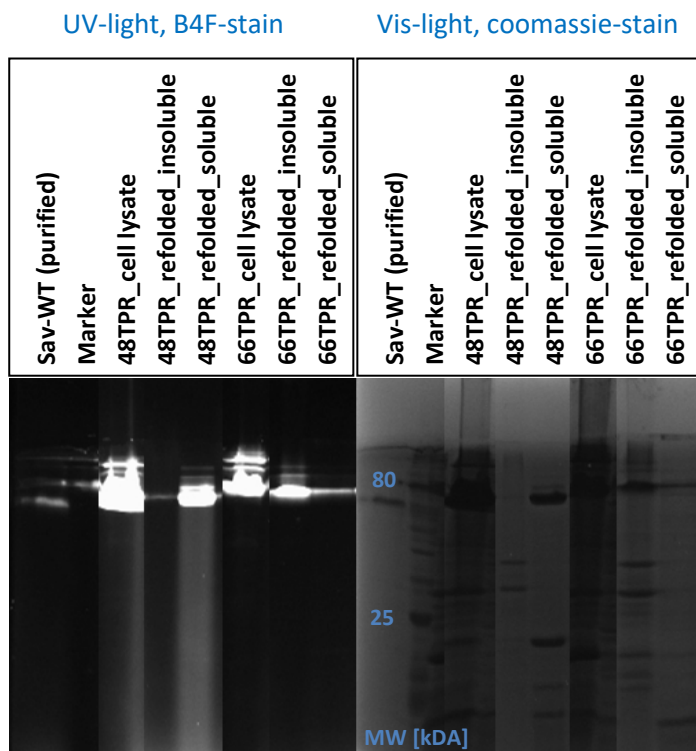 UV-light, B4F-stain
Vis-light, coomassie-stain
Sav-WT (purified)
Marker
48TPR_cell lysate
48TPR_refolded_insoluble
48TPR_refolded_soluble
66TPR_cell lysate
66TPR_refolded_insoluble
66TPR_refolded_soluble
Sav-WT (purified)
Marker
48TPR_cell lysate
48TPR_refolded_insoluble
48TPR_refolded_soluble
66TPR_cell lysate
66TPR_refolded_insoluble
66TPR_refolded_soluble
80
25
MW [kDA]